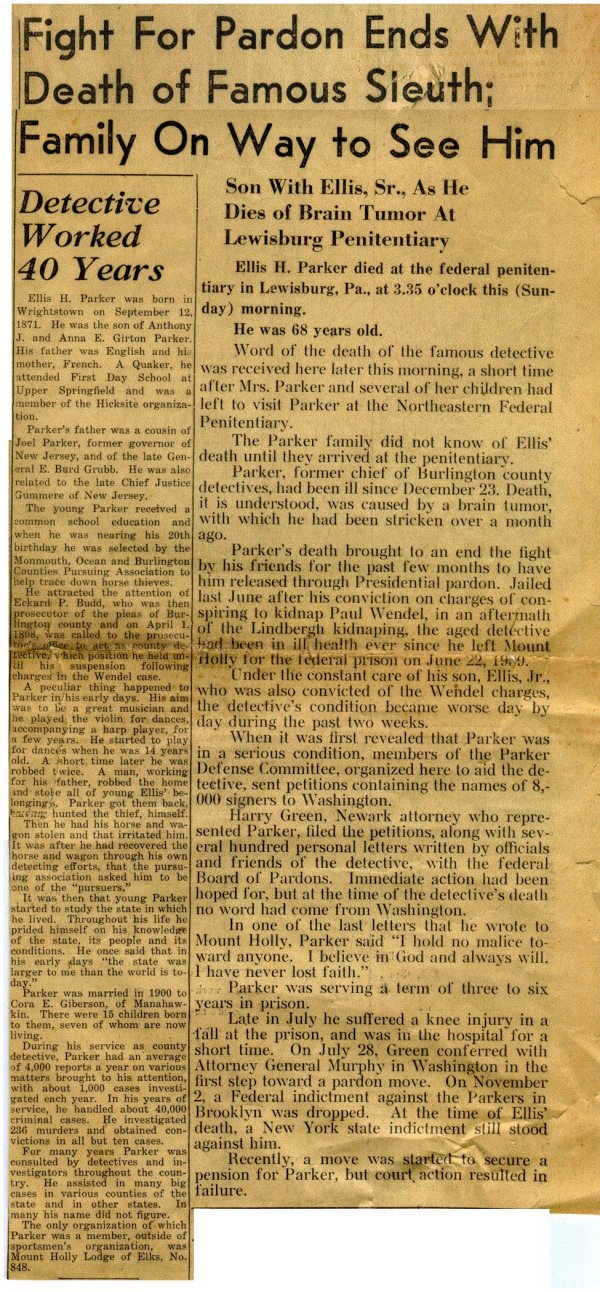 Fight For Pardon Ends With
Death of Famous Sleuth;
Family On Way to See Him
Detective
Worked
40 Years
Ellis H. Parker was born in
Wrightstown on September 12,
1871. He was the son of Anthony
J. and Anna E. Girton Parker.
His father was English and his
mother, French. A Quaker, he
attended First Day School at
Upper Springfield and was a
member of the Hicksite organiza-
tion.
Parker's father was a cousin of
Joel Parker, former governor of
New Jersey, and of the late Gen-
eral E. Burd Grubb. He was also
related to the late Chief Justice
Gummere of New Jersey.
The young Parker received a
common school education and
when he was nearing his 20th
birthday he was selected by the
Monmouth, Ocean and Burlington
Counties Pursuing Association to
help trace down horse thieves.
He attracted the attention of
Eckard P. Budd, who was then
prosecutor of the pleas of Bur-
lington county and on April 1,
1898, was called to the prosecu-
tor's office to act as county de-
tective, which position he held un-
til his suspension following
charges in the Wendel case.
A peculiar thing happened to
Parker in his early days. His aim
was to be a great musician and
he played the violin for dances,
accompanying a harp player, for
a few years. He started to play
for dances when he was 14 years
old. A short time later he was
robbed twice. A man, working
for his father, robbed the home
and stole all of young Ellis' be-
longings. Parker got them back,
having hunted the thief, himself.
Then he had his horse and wa-
gon stolen and that irritated him.
It was after he had recovered the
horse and wagon through his own
detecting efforts, that the pursu-
ing association asked him to be
one of the "pursuers."
It was then that young Parker
started to study the state in which
he lived. Throughout his life he
prided himself on his knowledge
of the state, its people and its
conditions. He once said that in
his early days "the state was
larger to me than the world is to-
day."
Parker was married in 1900 to
Cora E. Giberson, of Manahaw-
kin. There were 15 children born
to them, seven of whom are now
living.
During his service as county
detective, Parker had an average
of 4,000 reports a year on various
matters brought to his attention,
with about 1,000 cases investi-
gated each year. In his years of
service, he handled about 40,000
criminal cases. He investigated
236 murders and obtained con-
victions in all but ten cases.
For many years Parker was
consulted by detectives and in-
vestigators throughout the coun-
try. He assisted in many big
cases in various counties of the
state and in other states. In
many his name did not figure.
The only organization of which
Parker was a member, outside of
sportsmen's organization, was
Mount Holly Lodge of Elks, No.
848.
Son With Ellis, Sr., As He
Dies of Brain Tumor At
Lewisburg Penitentiary
Ellis H. Parker died at the federal peniten-
tiary in Lewisburg, Pa., at 3.35 o'clock this (Sun-
day) morning.
He was 68 years old.
Word of the death of the famous detective
was received here later this morning, a short time
after Mrs. Parker and several of her children had
left to visit Parker at the Northeastern Federal
Penitentiary.
The Parker family did not know of Ellis'
death until they arrived at the penitentiary.
Parker, former chief of Burlington county
detectives, had been ill since December 23. Death,
it is understood, was caused by a brain tumor,
with which he had been stricken over a month
ago.
Parker's death brought to an end the fight
by his friends for the past few months to have
him released through Presidential pardon. Jailed
last June after his conviction on charges of con-
spiring to kidnap Paul Wendel, in an aftermath
of the Lindbergh kidnaping, the aged detective
had been in ill health ever since he left Mount
Holly for the federal prison on June 22, 1939.
Under the constant care of his son, Ellis, Jr.,
who was also convicted of the Wendel charges,
the detective's condition became worse day by
day during the past two weeks.
When it was first revealed that Parker was
in a serious condition, members of the Parker
Defense Committee, organized here to aid the de-
tective, sent petitions containing the names of 8,-
000 signers to Washington.
Harry Green, Newark attorney who repre-
sented Parker, filed the petitions, along with sev-
eral hundred personal letters written by officials
and friends of the detective, with the federal
Board of Pardons. Immediate action had been
hoped for, but at the time of the detective's death
no word had come from Washington.
In one of the last letters that he wrote to
Mount Holly, Parker said "I hold no malice to-
ward anyone. I believe in God and always will.
I have never lost faith."
Parker was serving a term of three to six
years in prison.
Late in July he suffered a knee injury in a
fall at the prison, and was in the hospital for a
short time. On July 28, Green conferred with
Attorney General Murphy in Washington in the
first step toward a pardon move. On November
2, a Federal indictment against the Parkers in
Brooklyn was dropped. At the time of Ellis'
death, a New York state indictment still stood
against him.
Recently, a move was started to secure a
pension for Parker, but court action resulted in
failure.